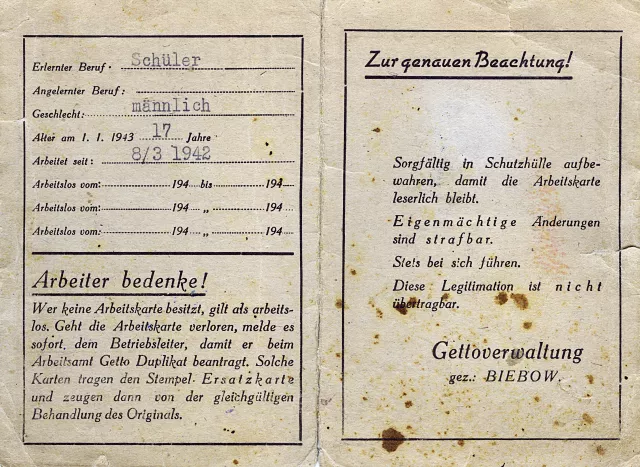 Erlernter Beruf: Schüler
Angelernter Beruf:
Geschlecht: männlich
Alter am 1. 1. 1943 17 Jahre
Arbeitet seit: 8/3 1942
Arbeitslos vom: 194 bis 194
Arbeitslos vom: 194 „ 194
Arbeitslos vom: 194 „ 194
Arbeiter bedenke!
Wer keine Arbeitskarte besitzt, gilt als arbeits-
los. Geht die Arbeitskarte verloren, melde es
sofort dem Betriebsleiter, damit er beim
Arbeitsamt Getto Duplikat beantragt. Solche
Karten tragen den Stempel Ersatzkarte
und zeugen dann von der gleichgültigen
Behandlung des Originals.
Zur genauen Beachtung!
Sorgfältig in Schutzhülle aufbe-
wahren, damit die Arbeitskarte
leserlich bleibt.
Eigenmächtige Änderungen
sind strafbar.
Stets bei sich führen.
Diese Legitimation ist nicht
übertragbar.
Gettoverwaltung
gez.: BIEBOW.